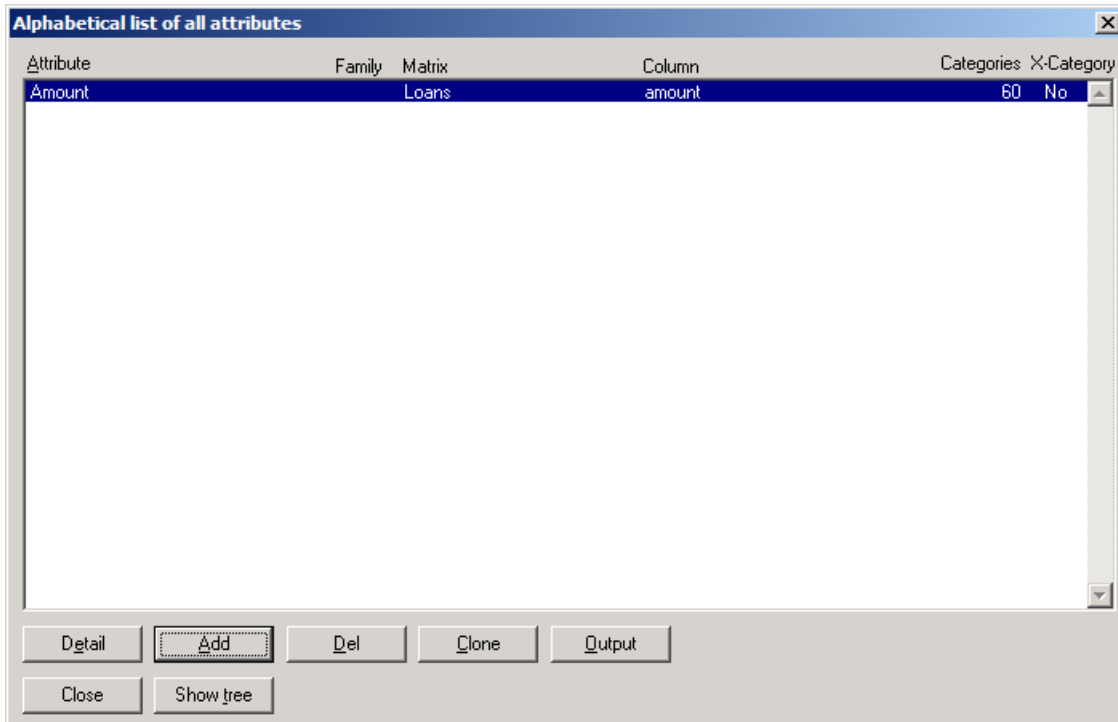 Alphabetical list of all attributes
Attribute Family Matrix Column Categories X-Category
Amount Loans amount 60 No
Detail Add Del Clone Output
Close Show tree